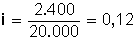 i = 2.400 / 20.000 = 0,12